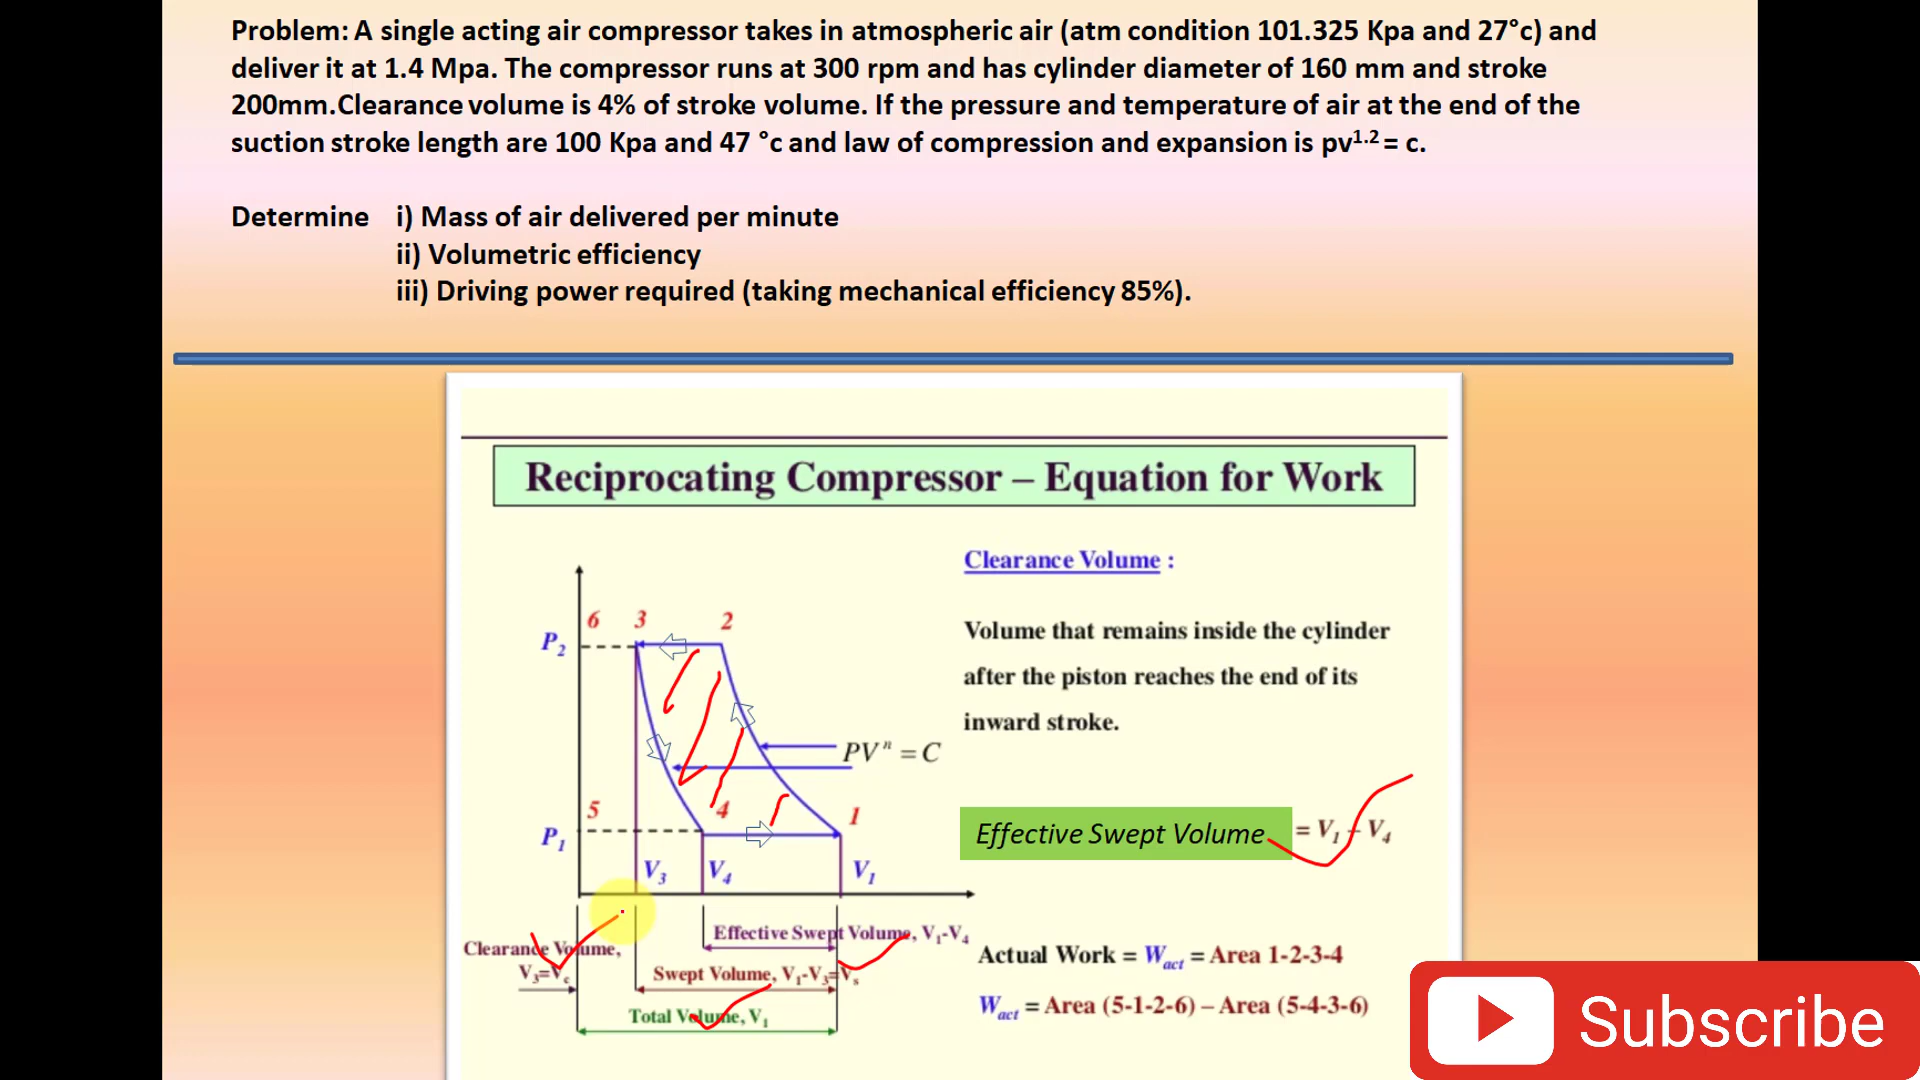 Problem: A single acting air compressor takes in atmospheric air (atm condition 101.325 Kpa and 27°c) and
deliver it at 1.4 Mpa. The compressor runs at 300 rpm and has cylinder diameter of 160 mm and stroke
200mm.Clearance volume is 4% of stroke volume. If the pressure and temperature of air at the end of the
suction stroke length are 100 Kpa and 47 °c and law of compression and expansion is pv^1.2 = c.
Determine i) Mass of air delivered per minute
ii) Volumetric efficiency
iii) Driving power required (taking mechanical efficiency 85%).
Reciprocating Compressor – Equation for Work
Clearance Volume :
Volume that remains inside the cylinder
after the piston reaches the end of its
inward stroke.
6 3 2
P2
PV^n = C
5 4 1
P1
Effective Swept Volume = V1 – V4
V3 V4 V1
Effective Swept Volume, V1-V4
Clearance Volume,
V3=Vc
Swept Volume, V1-V3=Vs
Total Volume, V1
Actual Work = Wact = Area 1-2-3-4
Wact = Area (5-1-2-6) – Area (5-4-3-6)
Subscribe